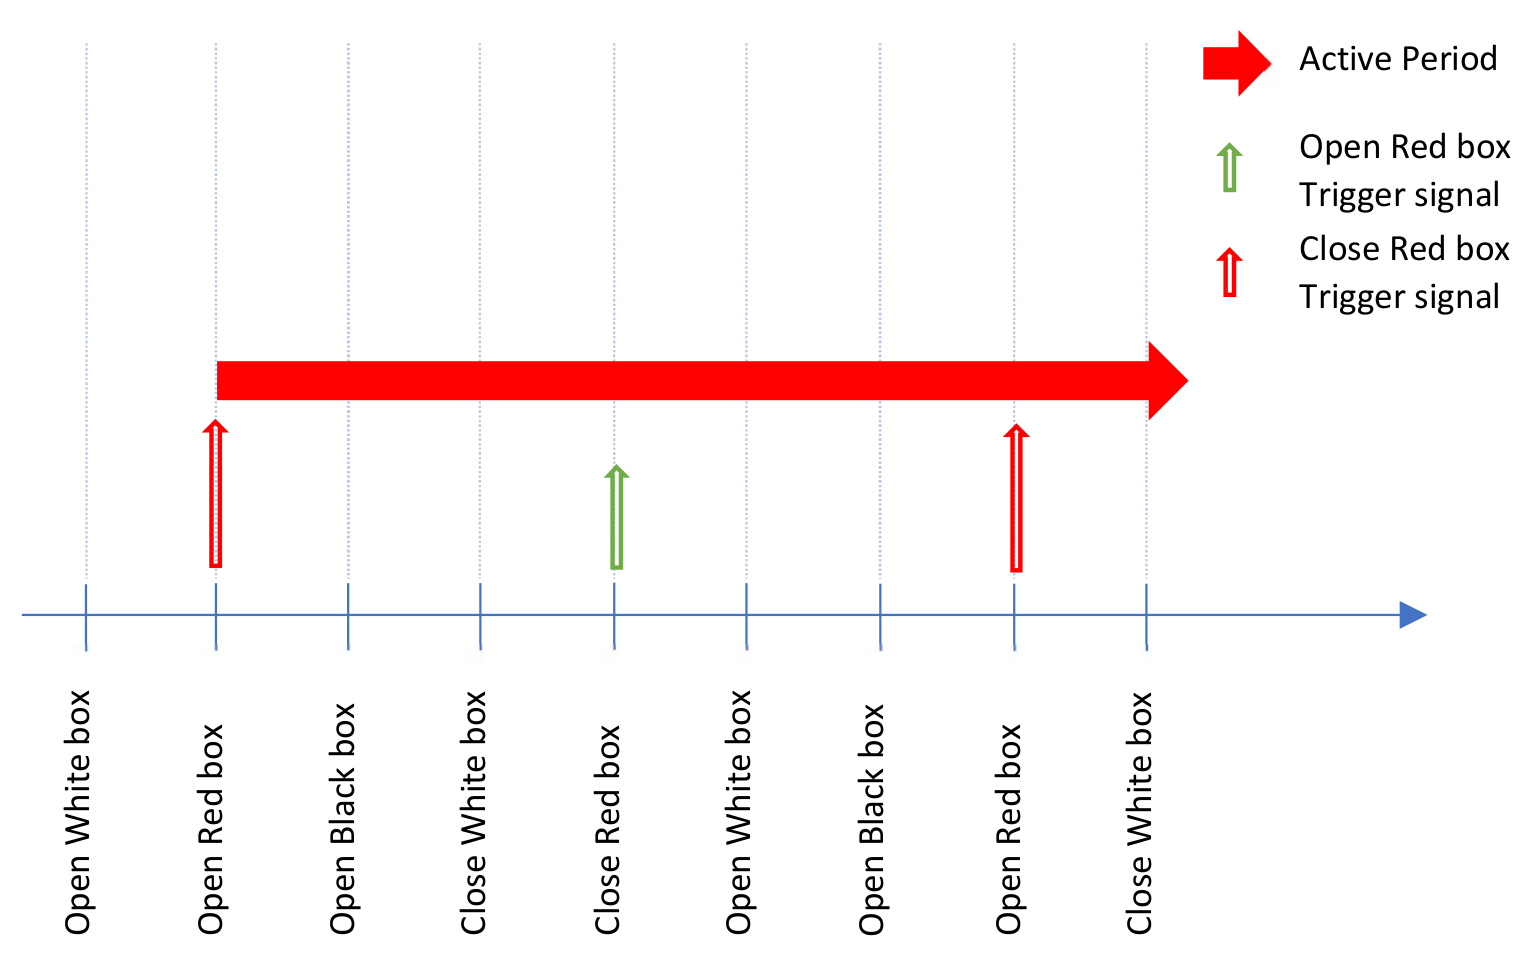 Active Period
Open Red box
Trigger signal
Close Red box
Trigger signal
Open White box
Open Red box
Open Black box
Close White box
Close Red box
Open White box
Open Black box
Open Red box
Close White box